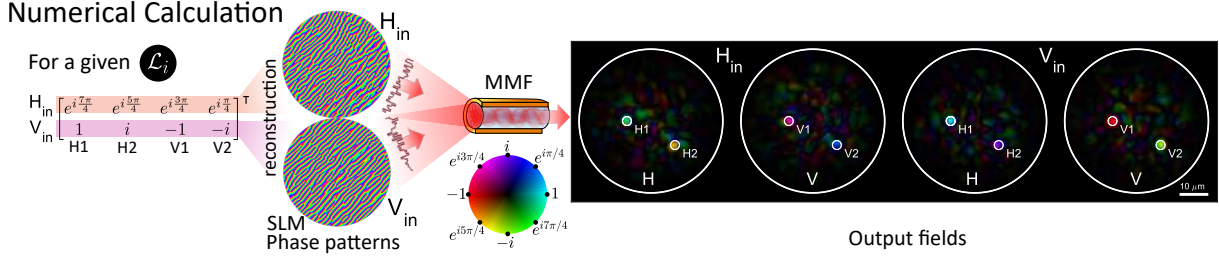 Numerical Calculation
For a given ℒᵢ
H_in [e^{i7π/4} e^{i5π/4} e^{i3π/4} e^{iπ/4}]^T
V_in [1 i −1 −i]
H1 H2 V1 V2
reconstruction
H_in
V_in
SLM
Phase patterns
MMF
i
e^{i3π/4} e^{iπ/4}
−1 1
e^{i5π/4} e^{i7π/4}
−i
H_in V_in
H1 V1 H1 V1
H2 V2 H2 V2
H V H V
10 μm
Output fields